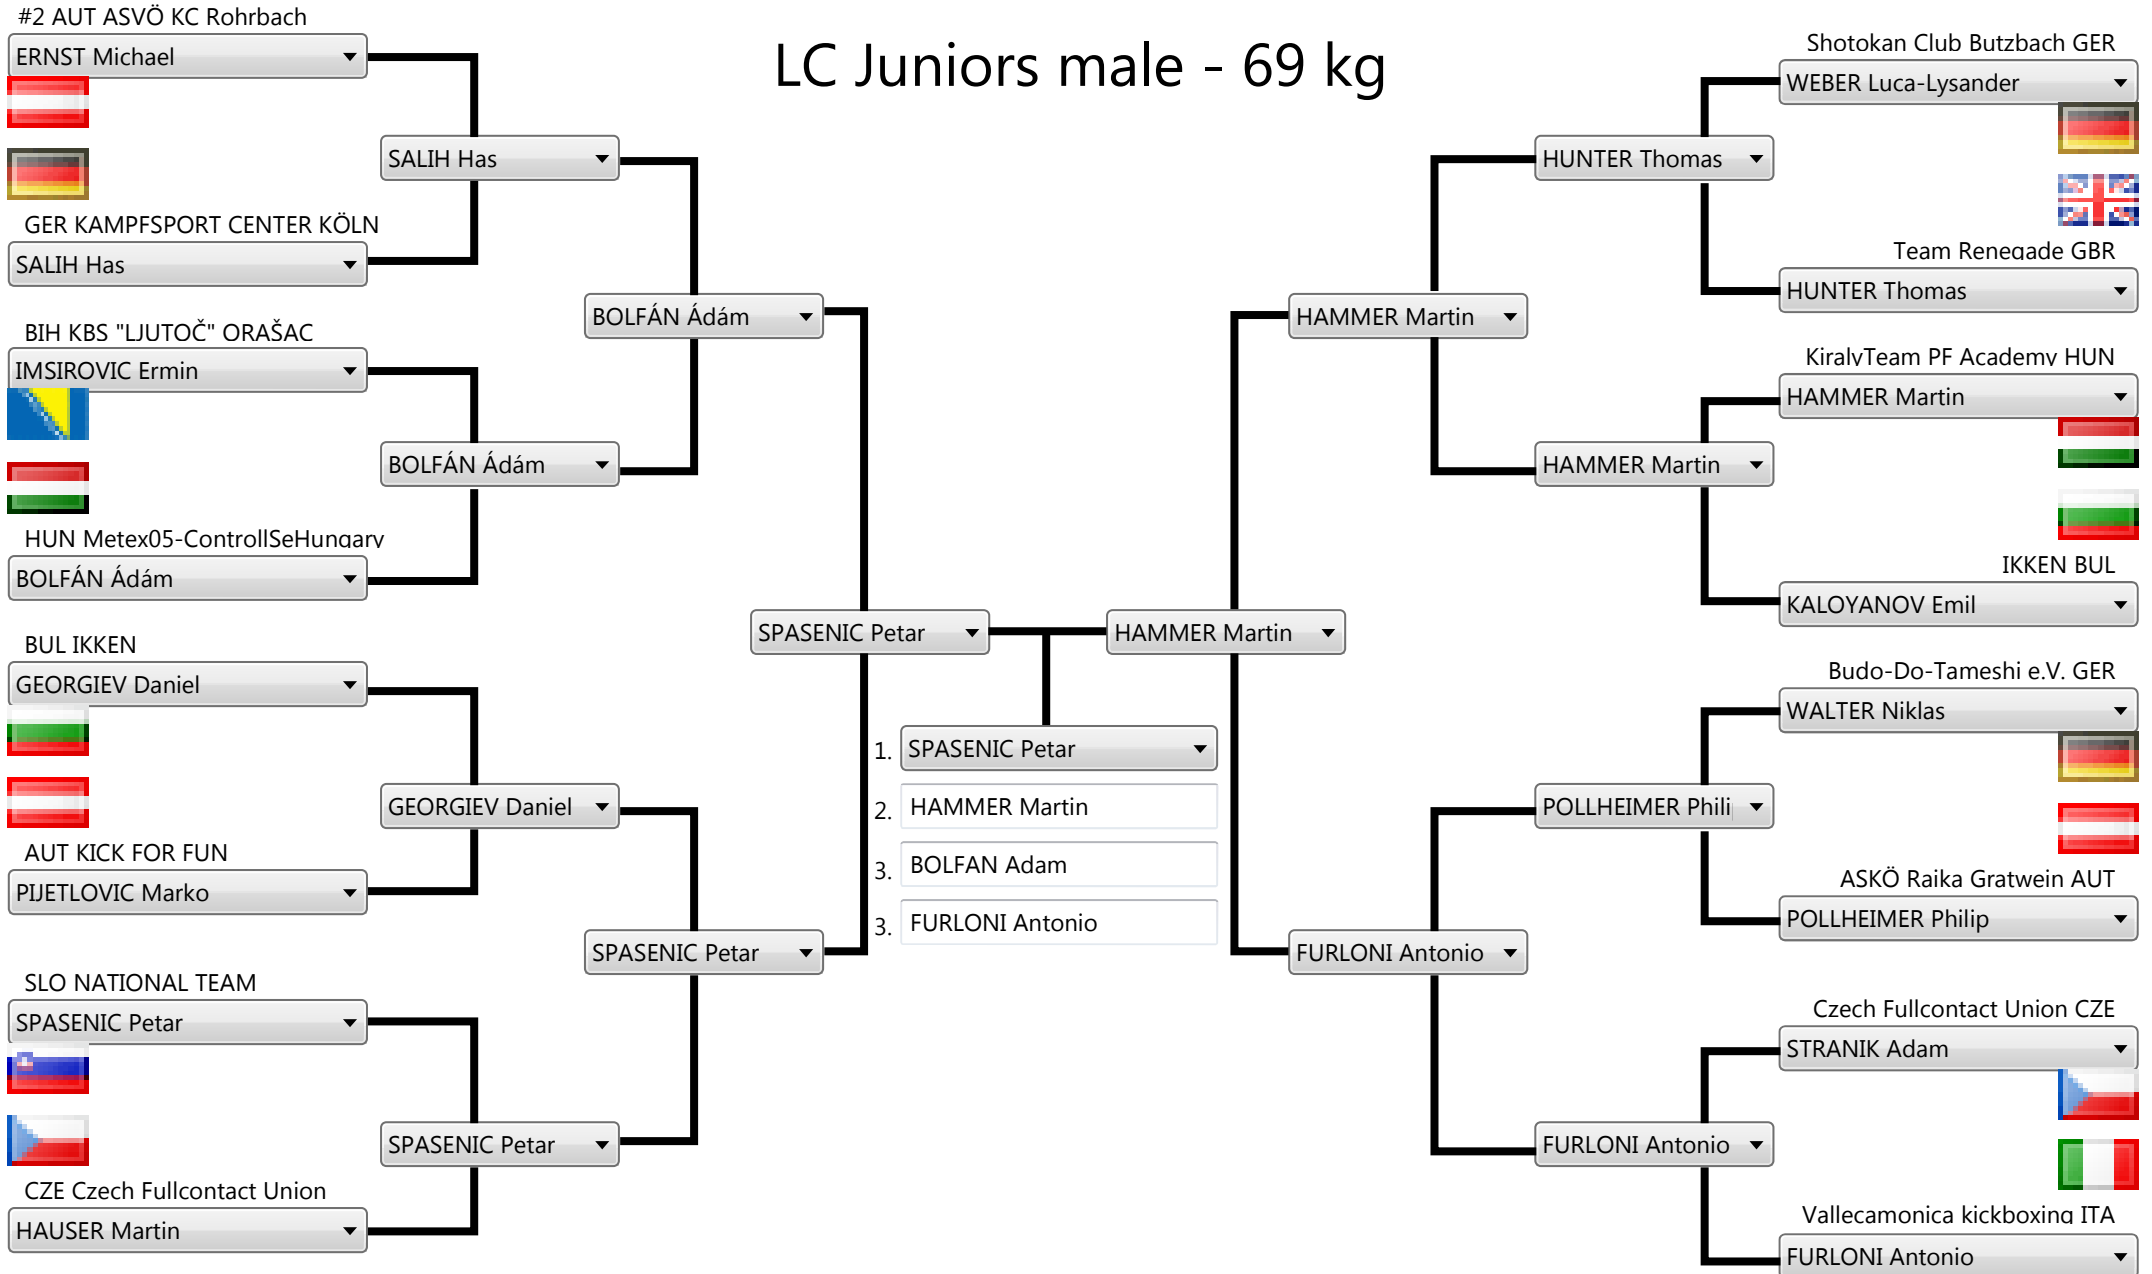 LC Juniors male - 69 kg
#2 AUT ASVÖ KC Rohrbach
ERNST Michael
SALIH Has
GER KAMPFSPORT CENTER KÖLN
SALIH Has
BOLFÁN Ádám
BIH KBS "LJUTOČ" ORAŠAC
IMSIROVIC Ermin
BOLFÁN Ádám
HUN Metex05-ControllSeHungary
BOLFÁN Ádám
SPASENIC Petar
BUL IKKEN
GEORGIEV Daniel
GEORGIEV Daniel
AUT KICK FOR FUN
PIJETLOVIC Marko
SPASENIC Petar
SLO NATIONAL TEAM
SPASENIC Petar
SPASENIC Petar
CZE Czech Fullcontact Union
HAUSER Martin
1. SPASENIC Petar
2. HAMMER Martin
3. BOLFAN Adam
3. FURLONI Antonio
Shotokan Club Butzbach GER
WEBER Luca-Lysander
HUNTER Thomas
Team Renegade GBR
HUNTER Thomas
HAMMER Martin
KiralyTeam PF Academy HUN
HAMMER Martin
HAMMER Martin
IKKEN BUL
KALOYANOV Emil
HAMMER Martin
Budo-Do-Tameshi e.V. GER
WALTER Niklas
POLLHEIMER Phili
ASKÖ Raika Gratwein AUT
POLLHEIMER Philip
FURLONI Antonio
Czech Fullcontact Union CZE
STRANIK Adam
FURLONI Antonio
Vallecamonica kickboxing ITA
FURLONI Antonio